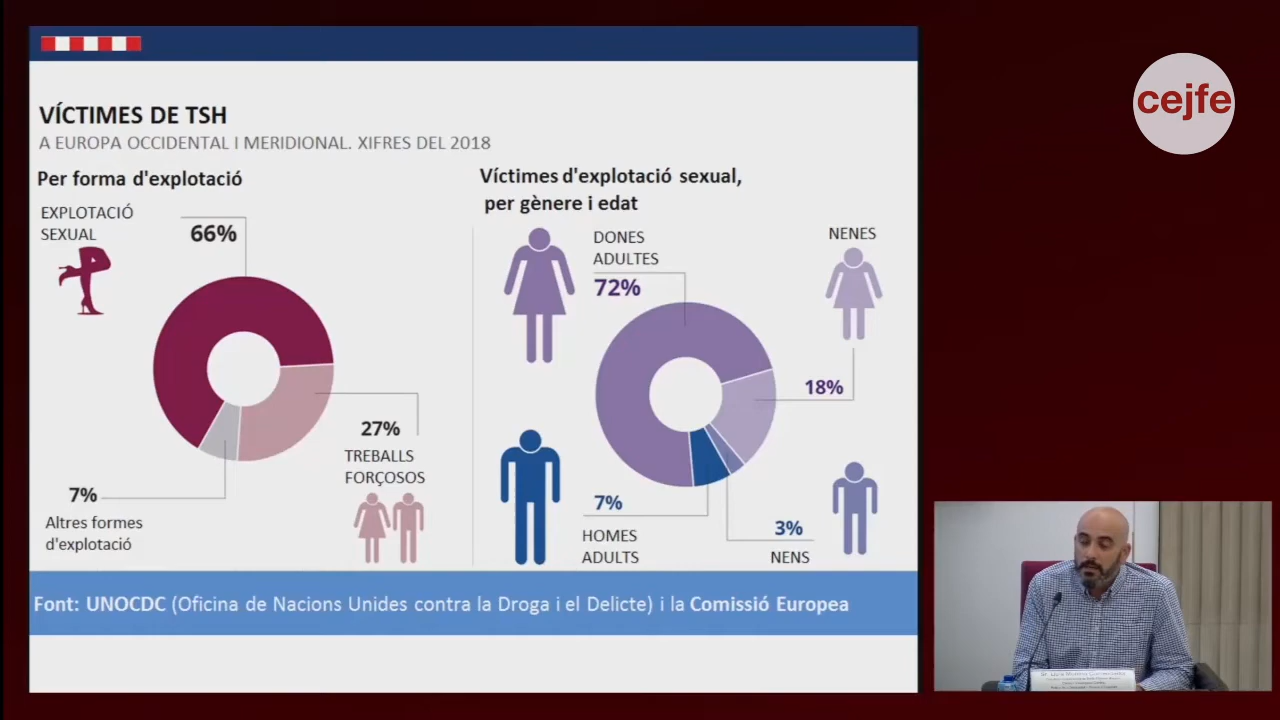 VÍCTIMES DE TSH
A EUROPA OCCIDENTAL I MERIDIONAL. XIFRES DEL 2018
Per forma d'explotació
EXPLOTACIÓ
SEXUAL
66%
27%
TREBALLS
FORÇOSOS
7%
Altres formes
d'explotació
Víctimes d'explotació sexual,
per gènere i edat
DONES
ADULTES
72%
NENES
18%
7%
HOMES
ADULTS
3%
NENS
Font: UNOCDC (Oficina de Nacions Unides contra la Droga i el Delicte) i la Comissió Europea
cejfe